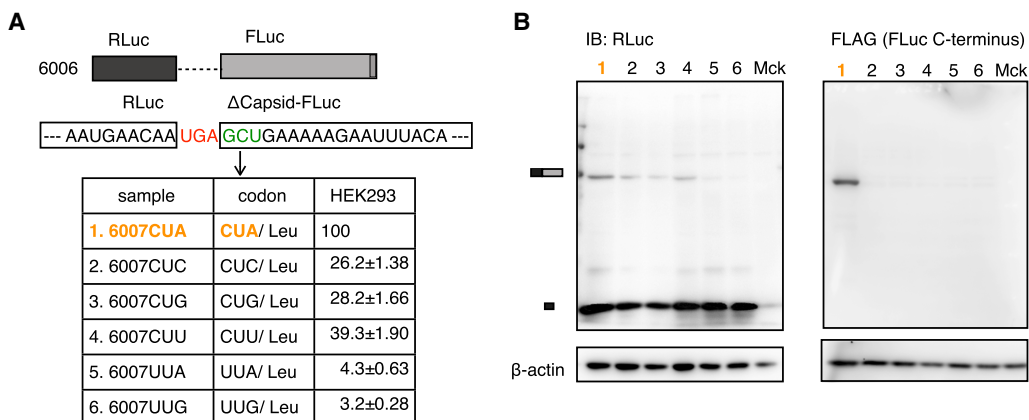 A
RLuc FLuc
6006
RLuc ΔCapsid-FLuc
--- AAUGAACAA UGA GCUGAAAAAGAAUUUACA ---
sample codon HEK293
1. 6007CUA CUA/ Leu 100
2. 6007CUC CUC/ Leu 26.2±1.38
3. 6007CUG CUG/ Leu 28.2±1.66
4. 6007CUU CUU/ Leu 39.3±1.90
5. 6007UUA UUA/ Leu 4.3±0.63
6. 6007UUG UUG/ Leu 3.2±0.28
B
IB: RLuc
1 2 3 4 5 6 Mck
FLAG (FLuc C-terminus)
1 2 3 4 5 6 Mck
β-actin